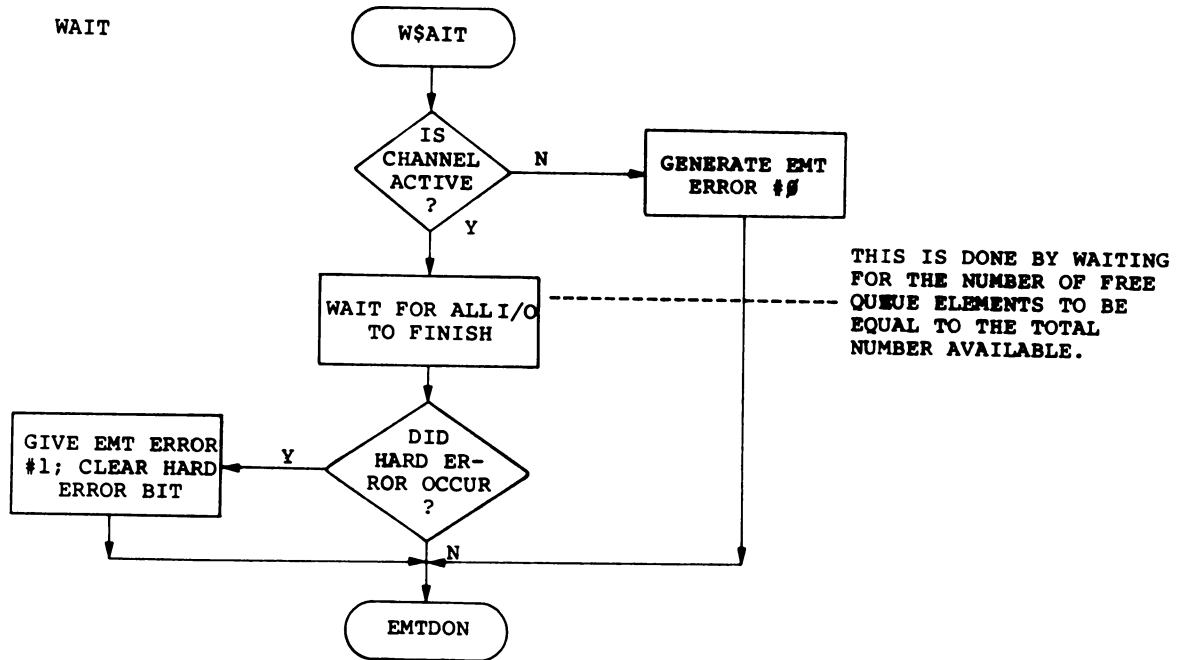 WAIT
W$AIT
IS
CHANNEL
ACTIVE
?
N
Y
GENERATE EMT
ERROR #0
WAIT FOR ALL I/O
TO FINISH
THIS IS DONE BY WAITING
FOR THE NUMBER OF FREE
QUEUE ELEMENTS TO BE
EQUAL TO THE TOTAL
NUMBER AVAILABLE.
DID
HARD ER-
ROR OCCUR
?
Y
N
GIVE EMT ERROR
#1; CLEAR HARD
ERROR BIT
EMTDON